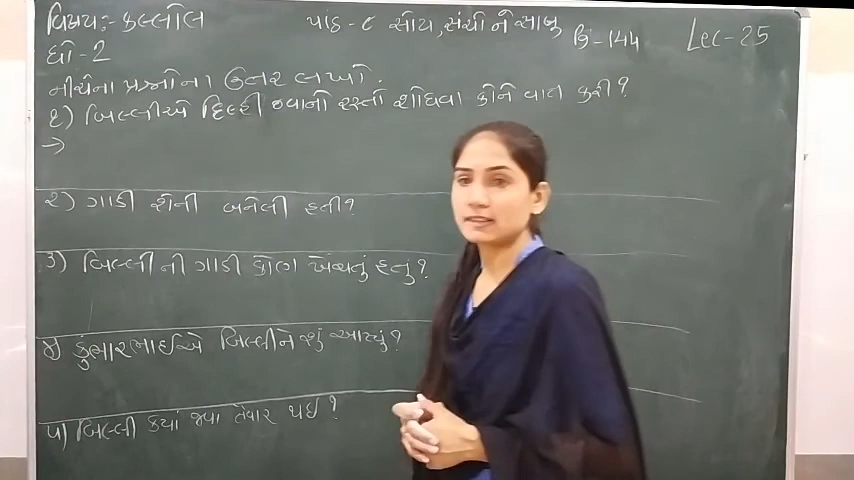 વિષય:- કલ્લોલ
પાઠ - ૮ સોય, સંચો ને સાબુ
B-144
Lec-25
ધો - 2
નીચેના પ્રશ્નોના ઉત્તર લખો.
૧) બિલ્લીએ દિલ્હી જવાનો રસ્તો શોધવા કોને વાત કરી?
→
૨) ગાડી શેની બનેલી હતી?
૩) બિલ્લીની ગાડી કોણ ખેંચતું હતું?
૪) કુંભારભાઈએ બિલ્લીને શું આપ્યું?
૫) બિલ્લી કયાં જવા તૈયાર થઈ?